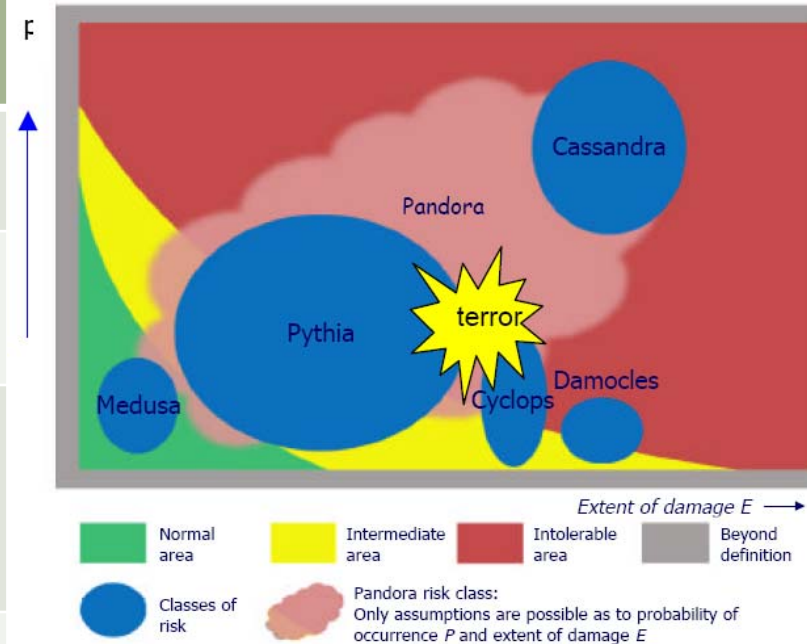 Cassandra
Pandora
terror
Pythia
Damocles
Medusa
Cyclops
Extent of damage E
Normal
area
Intermediate
area
Intolerable
area
Beyond
definition
Classes of
risk
Pandora risk class:
Only assumptions are possible as to probability of
occurrence P and extent of damage E